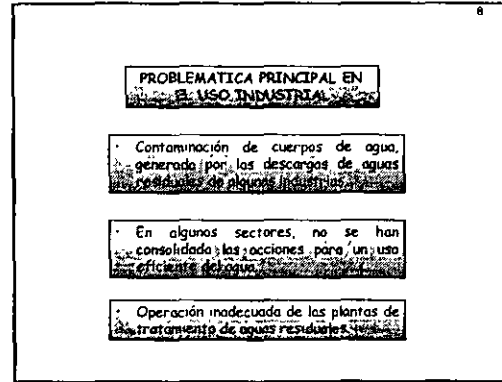 8
PROBLEMATICA PRINCIPAL EN
EL USO INDUSTRIAL
· Contaminación de cuerpos de agua,
generada por las descargas de aguas
residuales de algunas industrias.
· En algunos sectores, no se han
consolidado las acciones para un uso
eficiente del agua.
· Operación inadecuada de las plantas de
tratamiento de aguas residuales.